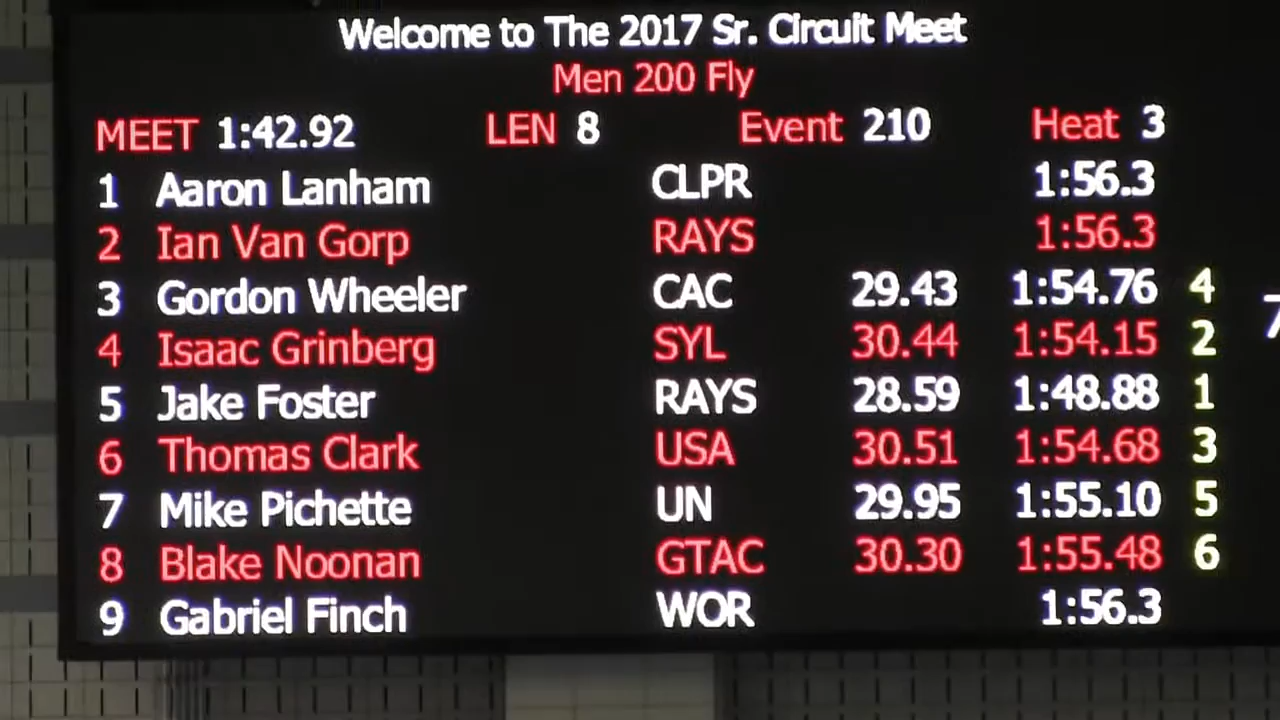 Welcome to The 2017 Sr. Circuit Meet
Men 200 Fly
MEET 1:42.92 LEN 8 Event 210 Heat 3
1 Aaron Lanham CLPR 1:56.3
2 Ian Van Gorp RAYS 1:56.3
3 Gordon Wheeler CAC 29.43 1:54.76 4
4 Isaac Grinberg SYL 30.44 1:54.15 2
5 Jake Foster RAYS 28.59 1:48.88 1
6 Thomas Clark USA 30.51 1:54.68 3
7 Mike Pichette UN 29.95 1:55.10 5
8 Blake Noonan GTAC 30.30 1:55.48 6
9 Gabriel Finch WOR 1:56.3